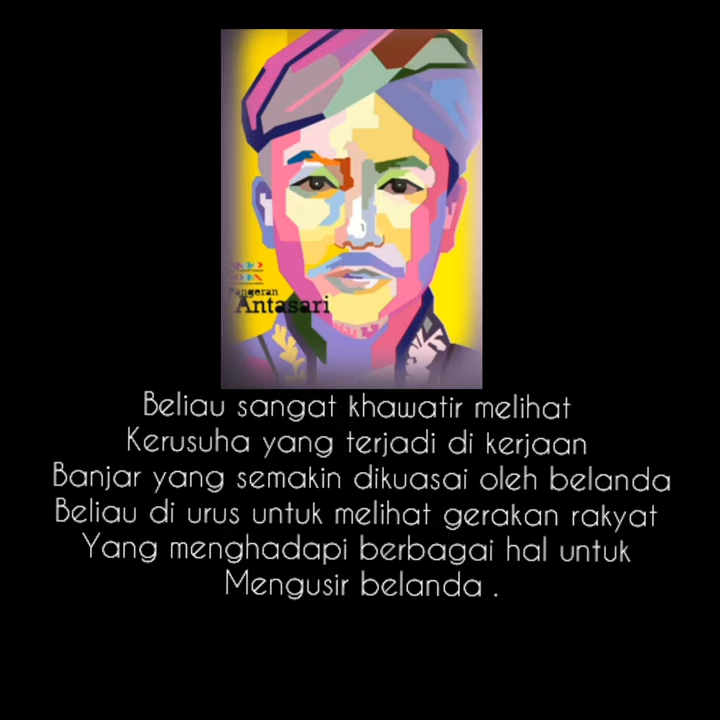 Pangeran
Antasari
Beliau sangat khawatir melihat
Kerusuha yang terjadi di kerjaan
Banjar yang semakin dikuasai oleh belanda
Beliau di urus untuk melihat gerakan rakyat
Yang menghadapi berbagai hal untuk
Mengusir belanda .